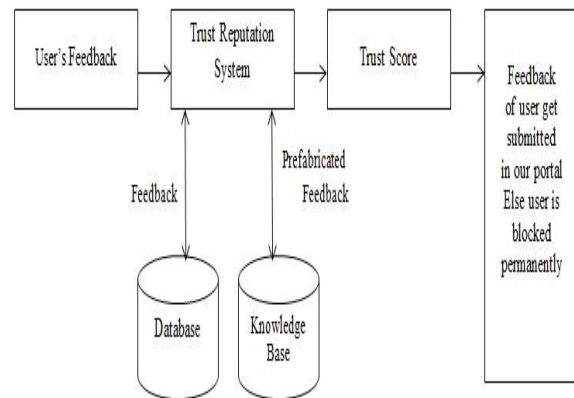 User's Feedback
Trust Reputation
System
Trust Score
Feedback
of user get
submitted
in our portal
Else user is
blocked
permanently
Feedback
Prefabricated
Feedback
Database
Knowledge
Base